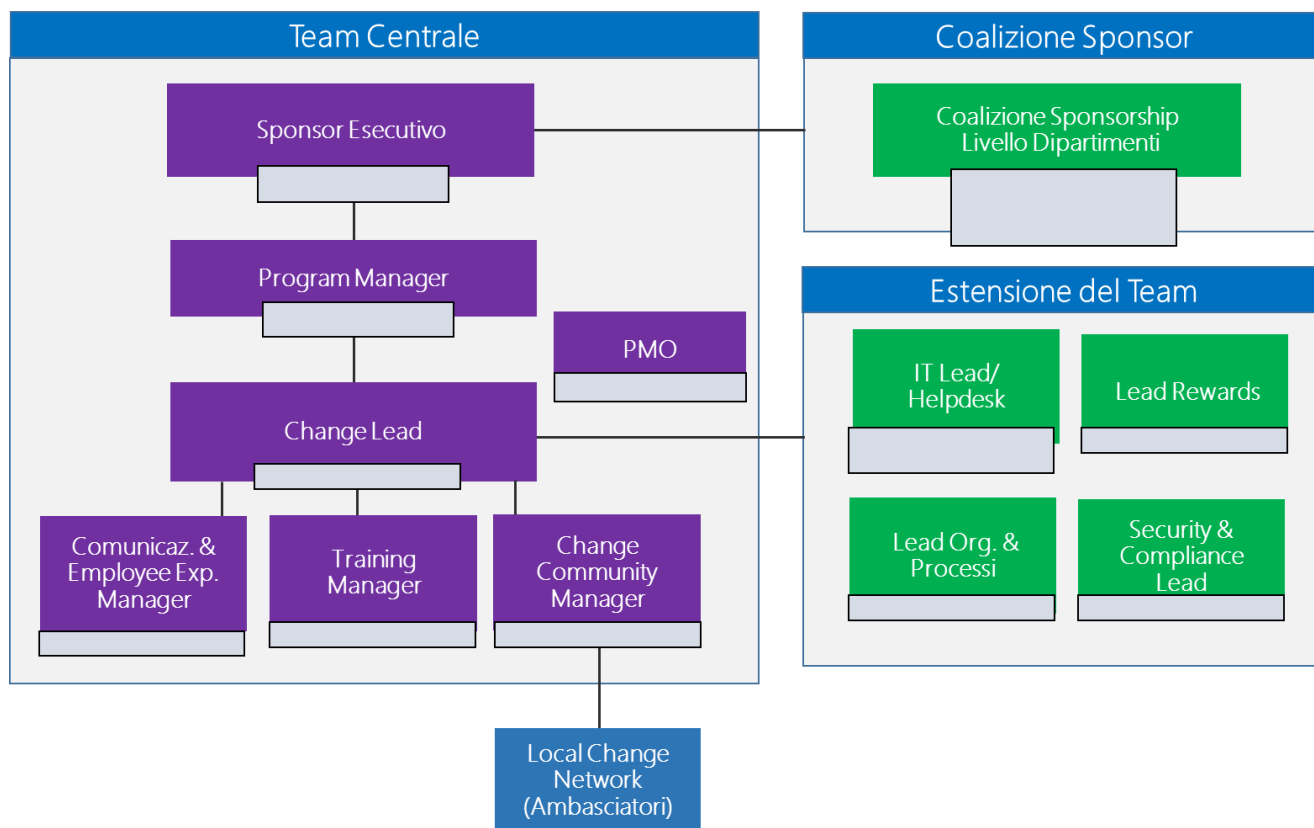 Team Centrale
Sponsor Esecutivo
Program Manager
PMO
Change Lead
Comunicaz. &
Employee Exp.
Manager
Training
Manager
Change
Community
Manager
Local Change
Network
(Ambasciatori)
Coalizione Sponsor
Coalizione Sponsorship
Livello Dipartimenti
Estensione del Team
IT Lead/
Helpdesk
Lead Rewards
Lead Org. &
Processi
Security &
Compliance
Lead